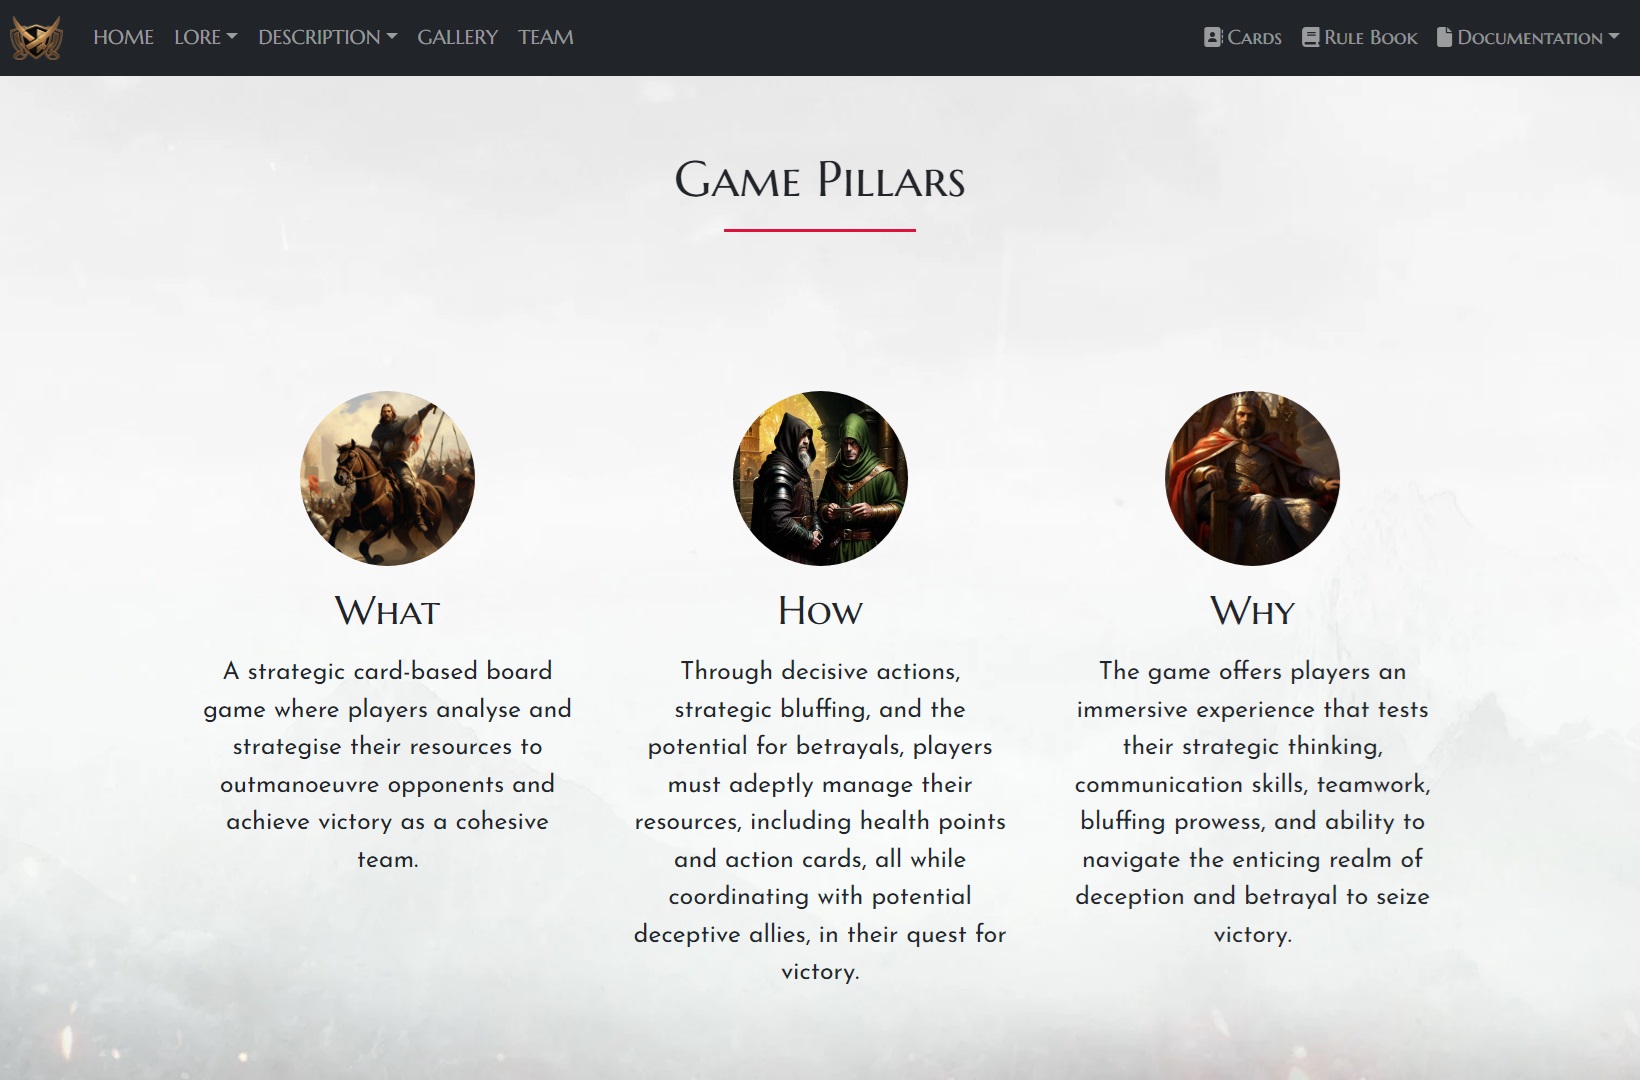 HOME LORE DESCRIPTION GALLERY TEAM Cards Rule Book Documentation
Game Pillars
What
A strategic card-based board
game where players analyse and
strategise their resources to
outmanoeuvre opponents and
achieve victory as a cohesive
team.
How
Through decisive actions,
strategic bluffing, and the
potential for betrayals, players
must adeptly manage their
resources, including health points
and action cards, all while
coordinating with potential
deceptive allies, in their quest for
victory.
Why
The game offers players an
immersive experience that tests
their strategic thinking,
communication skills, teamwork,
bluffing prowess, and ability to
navigate the enticing realm of
deception and betrayal to seize
victory.